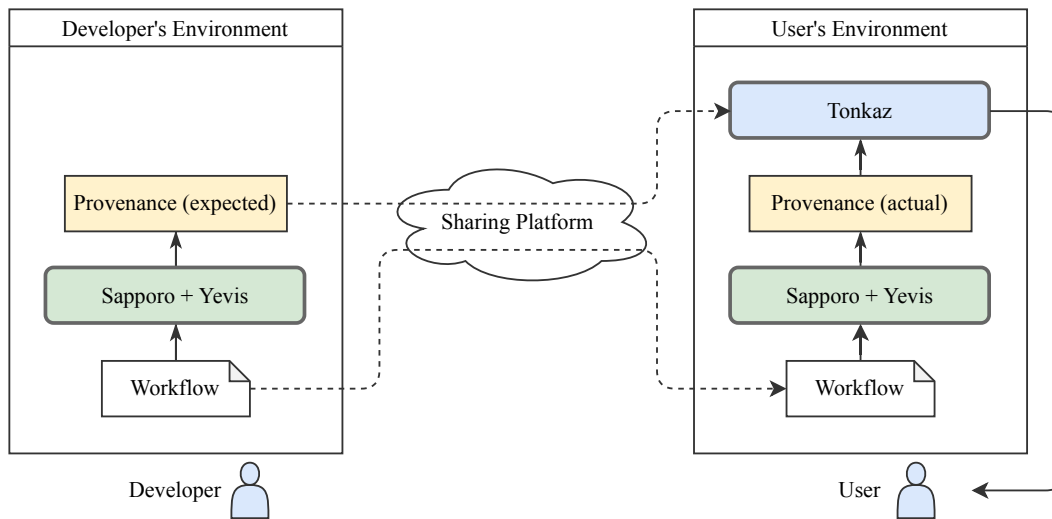 Developer's Environment
Provenance (expected)
Sapporo + Yevis
Workflow
Developer
Sharing Platform
User's Environment
Tonkaz
Provenance (actual)
Sapporo + Yevis
Workflow
User